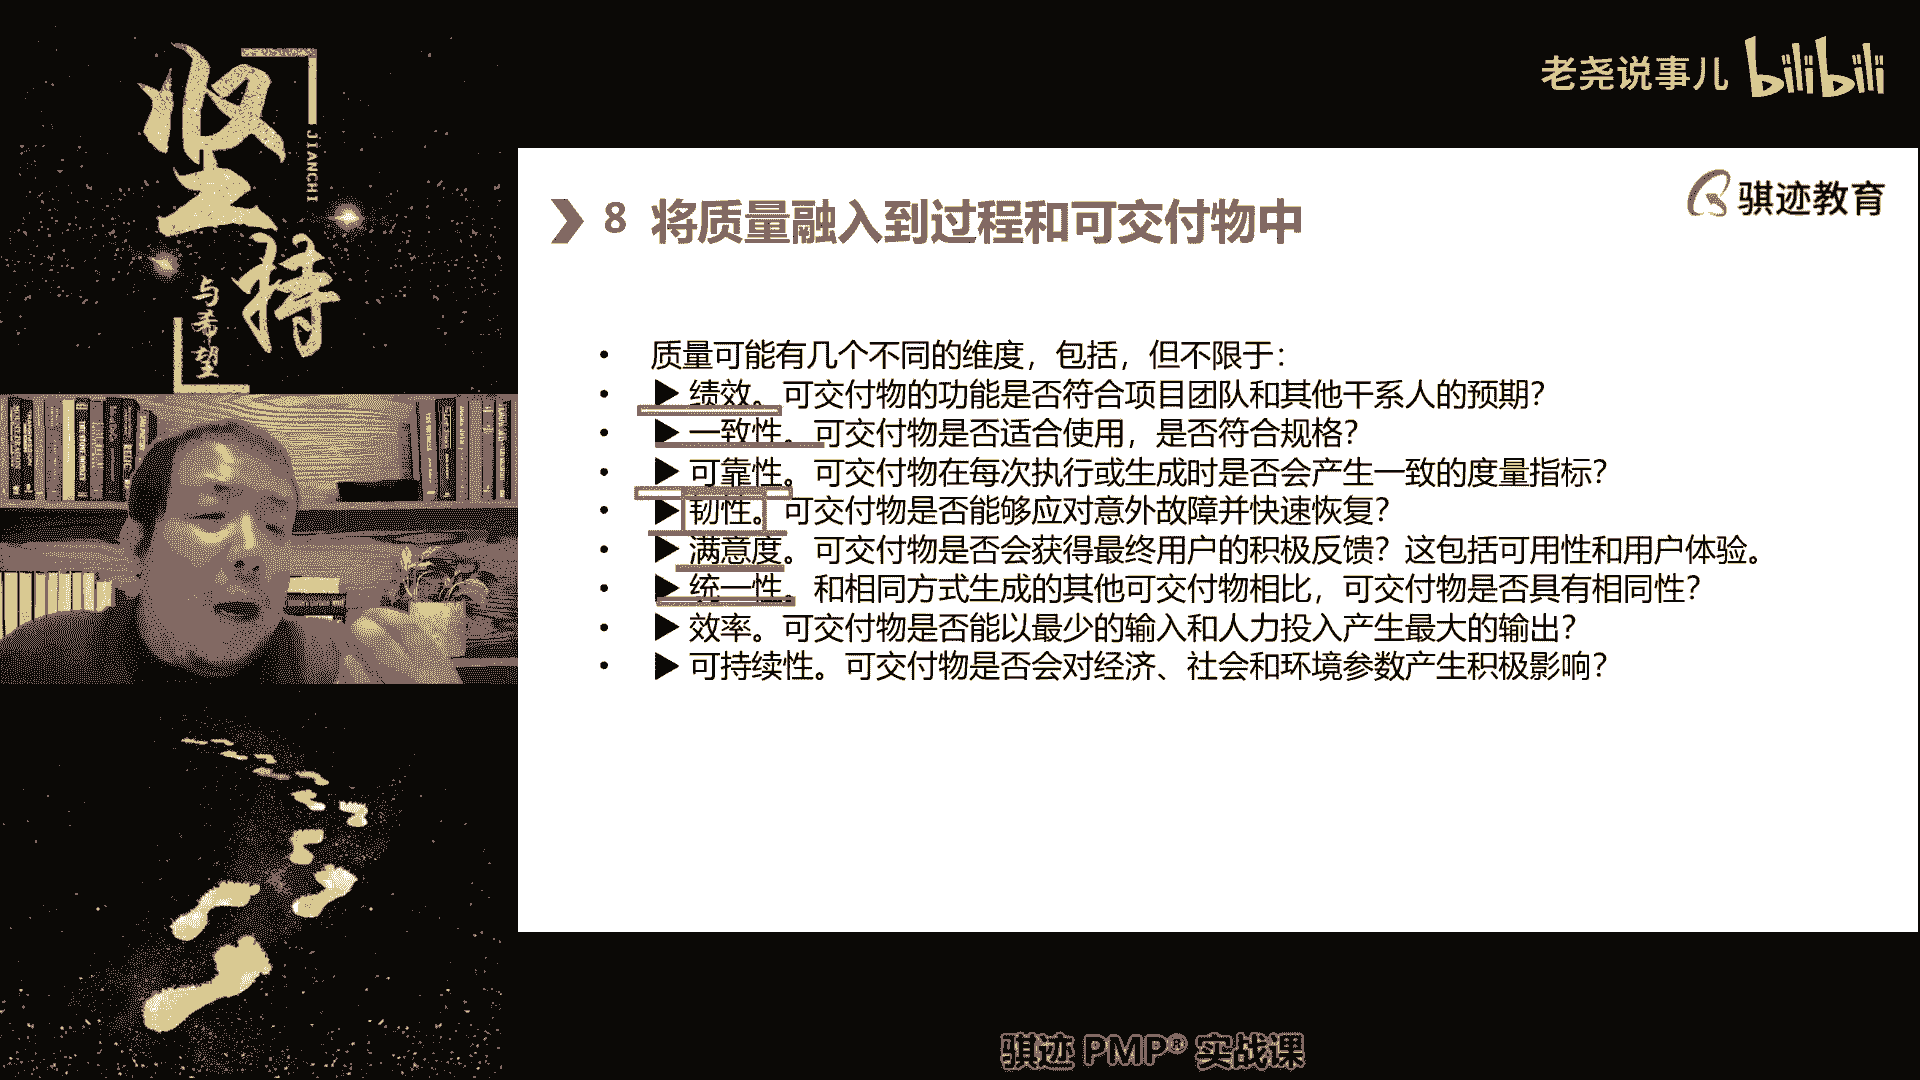 坚持
JIANCHI
与希望
老尧说事儿 bilibili
骐迹教育
8 将质量融入到过程和可交付物中
• 质量可能有几个不同的维度，包括，但不限于：
• ▶ 绩效。可交付物的功能是否符合项目团队和其他干系人的预期？
• ▶ 一致性。可交付物是否适合使用，是否符合规格？
• ▶ 可靠性。可交付物在每次执行或生成时是否会产生一致的度量指标？
• ▶ 韧性。可交付物是否能够应对意外故障并快速恢复？
• ▶ 满意度。可交付物是否会获得最终用户的积极反馈？这包括可用性和用户体验。
• ▶ 统一性。和相同方式生成的其他可交付物相比，可交付物是否具有相同性？
• ▶ 效率。可交付物是否能以最少的输入和人力投入产生最大的输出？
• ▶ 可持续性。可交付物是否会对经济、社会和环境参数产生积极影响？
骐迹 PMP® 实战课